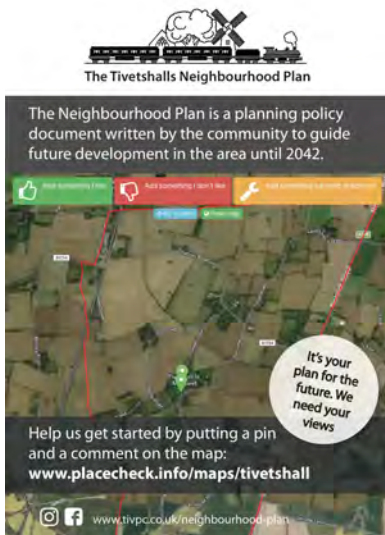 The Tivetshalls Neighbourhood Plan
The Neighbourhood Plan is a planning policy
document written by the community to guide
future development in the area until 2042.
Add something I like
Add something I don't like
Add something
It's your
plan for the
future. We
need your
views
Help us get started by putting a pin
and a comment on the map:
www.placecheck.info/maps/tivetshall
www.tivpc.co.uk/neighbourhood-plan